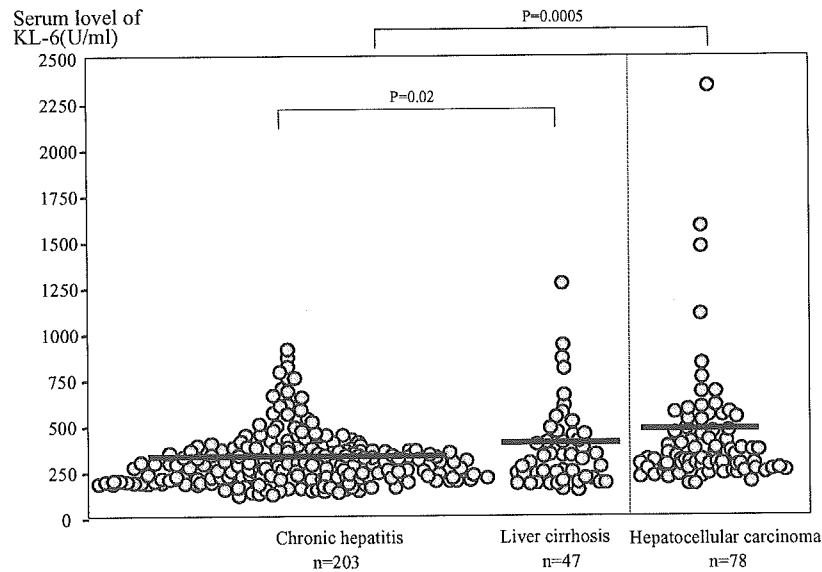 Serum level of
KL-6(U/ml)
P=0.0005
P=0.02
2500
2250
2000
1750
1500
1250
1000
750
500
250
0
Chronic hepatitis
n=203
Liver cirrhosis
n=47
Hepatocellular carcinoma
n=78